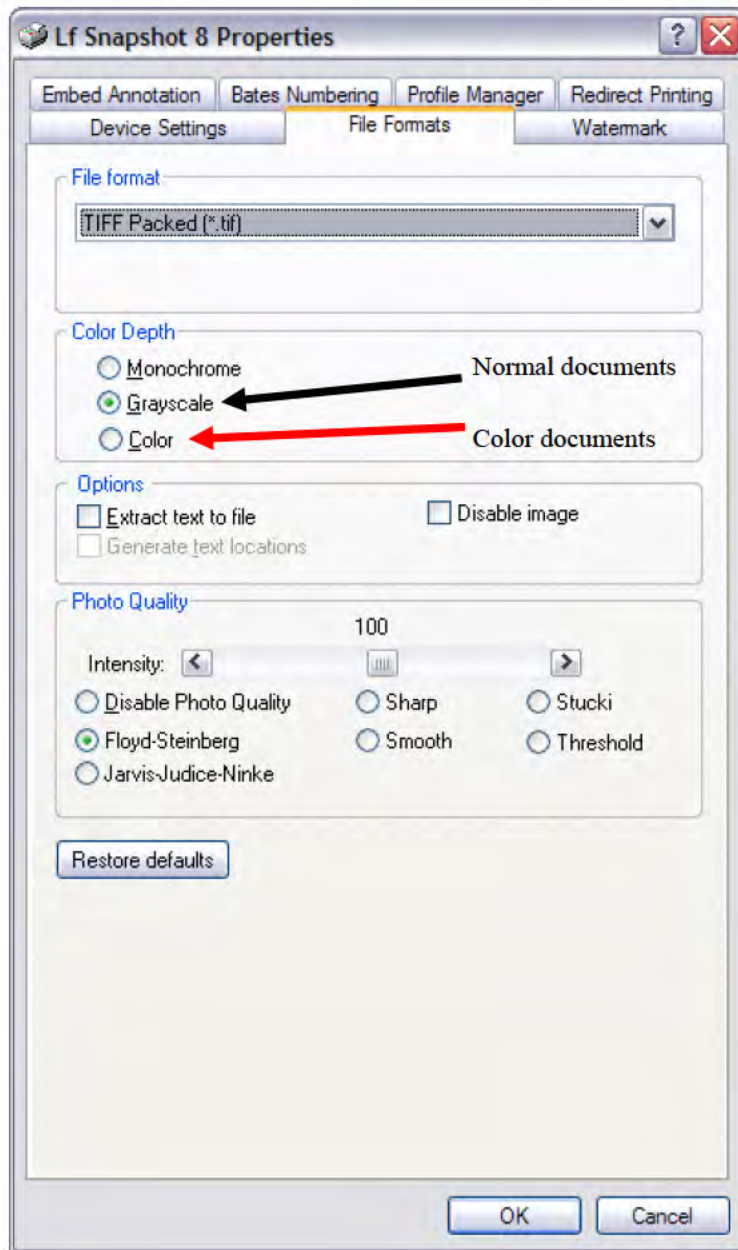 Lf Snapshot 8 Properties
Embed Annotation Bates Numbering Profile Manager Redirect Printing
Device Settings File Formats Watermark
File format
TIFF Packed (*.tif)
Color Depth
Monochrome Normal documents
Grayscale
Color Color documents
Options
Extract text to file Disable image
Generate text locations
Photo Quality
100
Intensity:
Disable Photo Quality Sharp Stucki
Floyd-Steinberg Smooth Threshold
Jarvis-Judice-Ninke
Restore defaults
OK Cancel